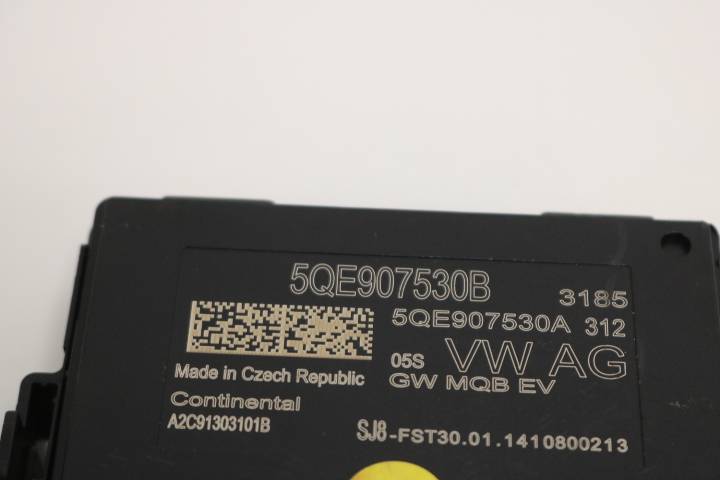 5QE907530B
3185
5QE907530A 312
05S VW AG
Made in Czech Republic
GW MQB EV
Continental
A2C91303101B
SJ8-FST30.01.1410800213